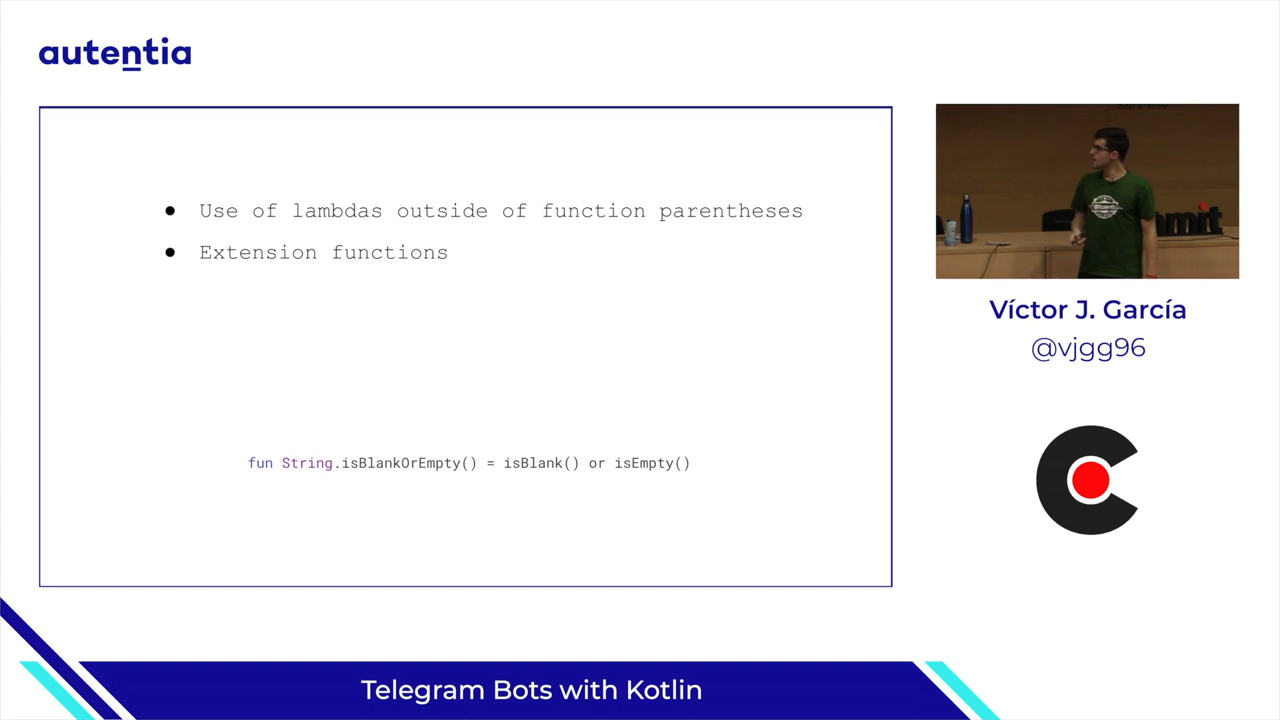 autentia
● Use of lambdas outside of function parentheses
● Extension functions
fun String.isBlankOrEmpty() = isBlank() or isEmpty()
Víctor J. García
@vjgg96
Telegram Bots with Kotlin